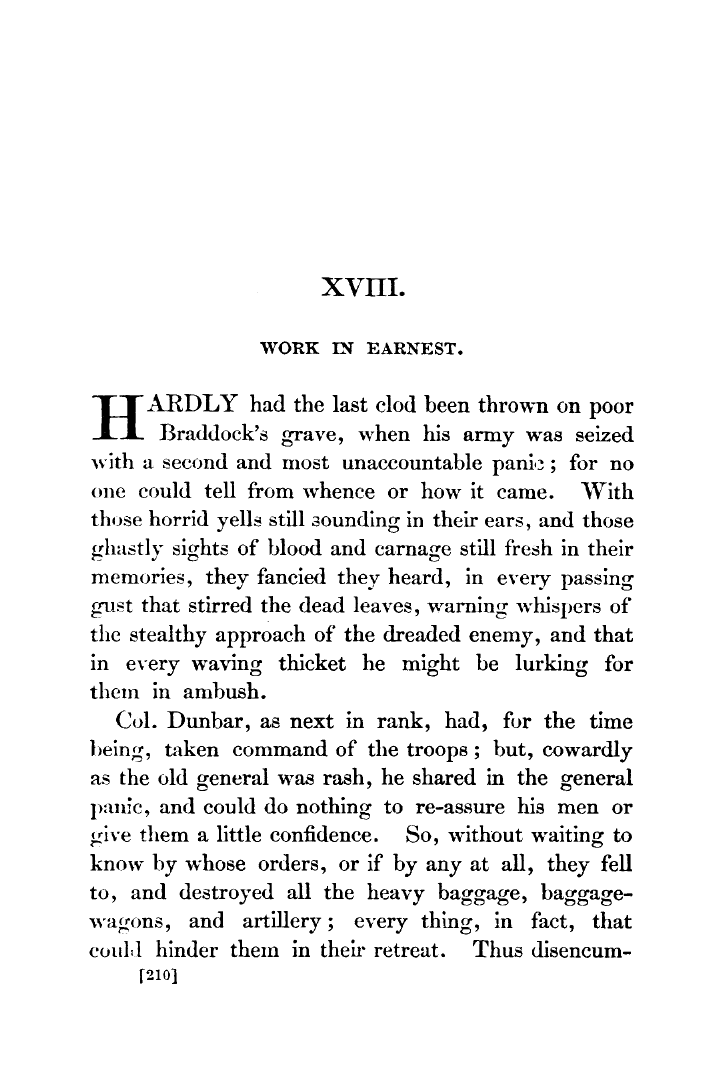 XVIII.
WORK IN EARNEST.
HARDLY had the last clod been thrown on poor
Braddock's grave, when his army was seized
with a second and most unaccountable panic; for no
one could tell from whence or how it came. With
those horrid yells still sounding in their ears, and those
ghastly sights of blood and carnage still fresh in their
memories, they fancied they heard, in every passing
gust that stirred the dead leaves, warning whispers of
the stealthy approach of the dreaded enemy, and that
in every waving thicket he might be lurking for
them in ambush.
Col. Dunbar, as next in rank, had, for the time
being, taken command of the troops; but, cowardly
as the old general was rash, he shared in the general
panic, and could do nothing to re-assure his men or
give them a little confidence. So, without waiting to
know by whose orders, or if by any at all, they fell
to, and destroyed all the heavy baggage, baggage-
wagons, and artillery; every thing, in fact, that
could hinder them in their retreat. Thus disencum-
[210]